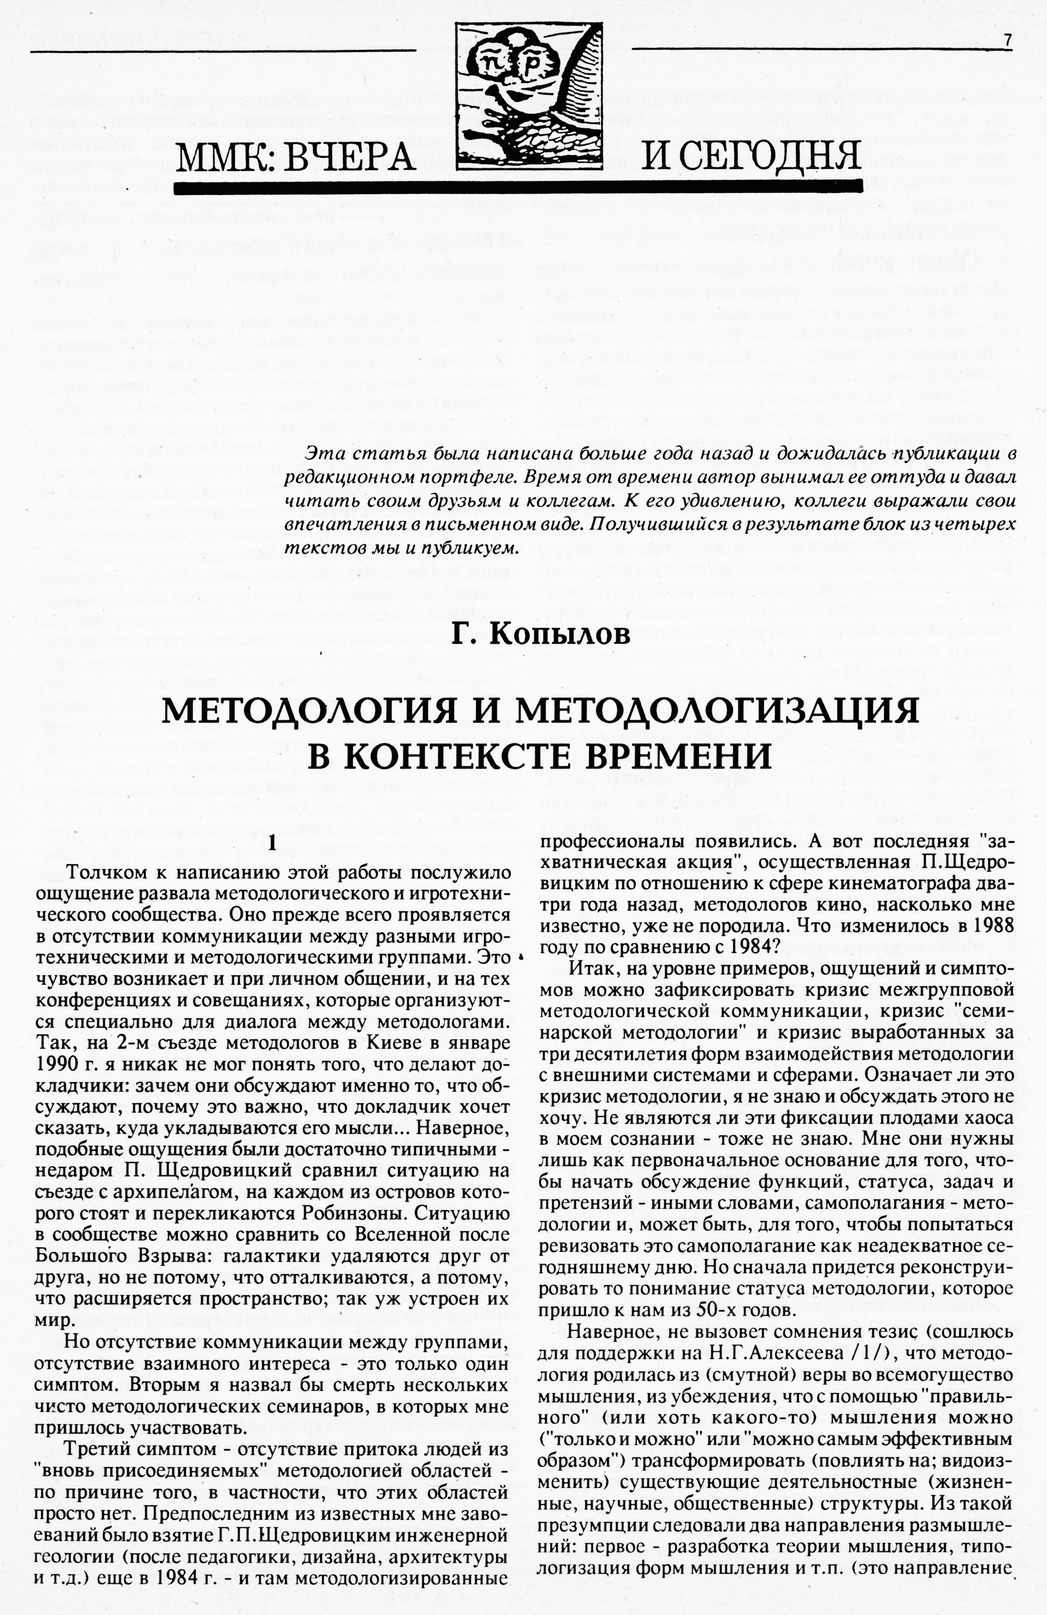 7
ñ p̃
ММК: ВЧЕРА И СЕГОДНЯ
Эта статья была написана больше года назад и дожидалась публикации в
редакционном портфеле. Время от времени автор вынимал ее оттуда и давал
читать своим друзьям и коллегам. К его удивлению, коллеги выражали свои
впечатления в письменном виде. Получившийся в результате блок из четырех
текстов мы и публикуем.
Г. Копылов
МЕТОДОЛОГИЯ И МЕТОДОЛОГИЗАЦИЯ
В КОНТЕКСТЕ ВРЕМЕНИ
1
Толчком к написанию этой работы послужило
ощущение развала методологического и игротехни-
ческого сообщества. Оно прежде всего проявляется
в отсутствии коммуникации между разными игро-
техническими и методологическими группами. Это
чувство возникает и при личном общении, и на тех
конференциях и совещаниях, которые организуют-
ся специально для диалога между методологами.
Так, на 2-м съезде методологов в Киеве в январе
1990 г. я никак не мог понять того, что делают до-
кладчики: зачем они обсуждают именно то, что об-
суждают, почему это важно, что докладчик хочет
сказать, куда укладываются его мысли... Наверное,
подобные ощущения были достаточно типичными -
недаром П. Щедровицкий сравнил ситуацию на
съезде с архипелагом, на каждом из островов кото-
рого стоят и перекликаются Робинзоны. Ситуацию
в сообществе можно сравнить со Вселенной после
Большого Взрыва: галактики удаляются друг от
друга, но не потому, что отталкиваются, а потому,
что расширяется пространство; так уж устроен их
мир.
Но отсутствие коммуникации между группами,
отсутствие взаимного интереса - это только один
симптом. Вторым я назвал бы смерть нескольких
чисто методологических семинаров, в которых мне
пришлось участвовать.
Третий симптом - отсутствие притока людей из
"вновь присоединяемых" методологией областей -
по причине того, в частности, что этих областей
просто нет. Предпоследним из известных мне заво-
еваний было взятие Г.П.Щедровицким инженерной
геологии (после педагогики, дизайна, архитектуры
и т.д.) еще в 1984 г. - и там методологизированные
профессионалы появились. А вот последняя "за-
хватническая акция", осуществленная П.Щедро-
вицким по отношению к сфере кинематографа два-
три года назад, методологов кино, насколько мне
известно, уже не породила. Что изменилось в 1988
году по сравнению с 1984?
Итак, на уровне примеров, ощущений и симпто-
мов можно зафиксировать кризис межгрупповой
методологической коммуникации, кризис "семи-
нарской методологии" и кризис выработанных за
три десятилетия форм взаимодействия методологии
с внешними системами и сферами. Означает ли это
кризис методологии, я не знаю и обсуждать этого не
хочу. Не являются ли эти фиксации плодами хаоса
в моем сознании - тоже не знаю. Мне они нужны
лишь как первоначальное основание для того, что-
бы начать обсуждение функций, статуса, задач и
претензий - иными словами, самополагания - мето-
дологии и, может быть, для того, чтобы попытаться
ревизовать это самополагание как неадекватное се-
годняшнему дню. Но сначала придется реконструи-
ровать то понимание статуса методологии, которое
пришло к нам из 50-х годов.
Наверное, не вызовет сомнения тезис (сошлюсь
для поддержки на Н.Г.Алексеева /1/), что методо-
логия родилась из (смутной) веры во всемогущество
мышления, из убеждения, что с помощью "правиль-
ного" (или хоть какого-то) мышления можно
("только и можно" или "можно самым эффективным
образом") трансформировать (повлиять на; видоиз-
менить) существующие деятельностные (жизнен-
ные, научные, общественные) структуры. Из такой
презумпции следовали два направления размышле-
ний: первое - разработка теории мышления, типо-
логизация форм мышления и т.п. (это направление